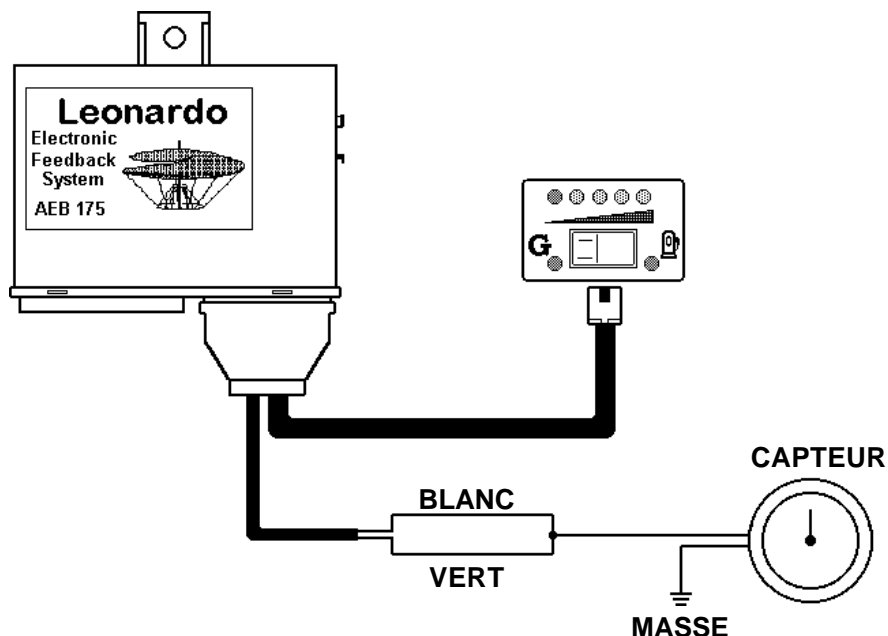 Leonardo
Electronic
Feedback
System
AEB 175
G
CAPTEUR
BLANC
VERT
MASSE